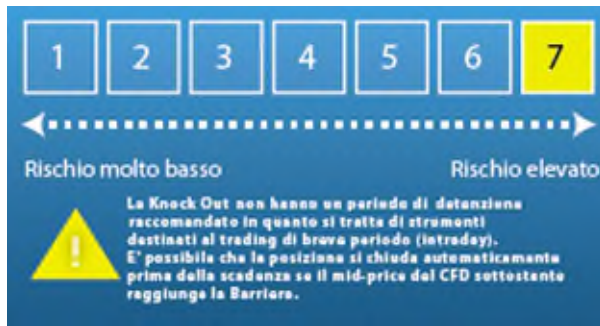 1 2 3 4 5 6 7
Rischio molto basso Rischio elevato
Le Knock Out non hanno un periodo di detenzione
raccomandato in quanto si tratta di strumenti
destinati al trading di breve periodo (intraday).
E' possibile che la posizione si chiuda automaticamente
prima della scadenza se il mid-price del CFD sottostante
raggiunge la Barriera.
!